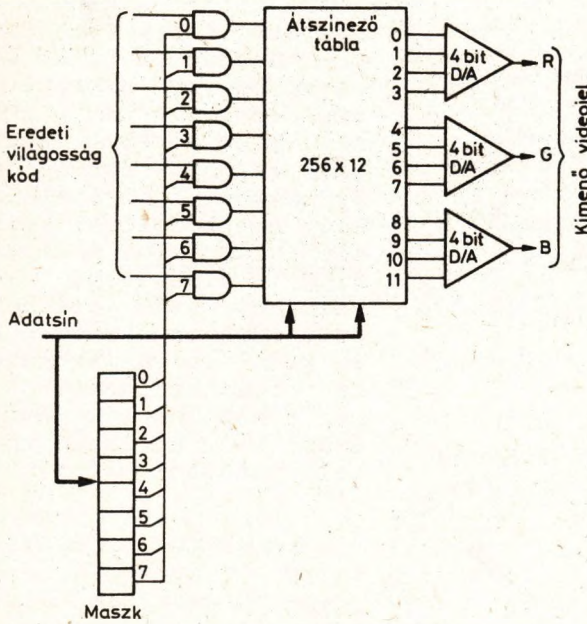 Átszínező
tábla
256 x 12
Eredeti
világosság
kód
0
1
2
3
4
5
6
7
0
1
2
3
4
5
6
7
8
9
10
11
4 bit
D/A
4 bit
D/A
4 bit
D/A
R
G
B
Kimenő videojel
Adatsín
0
1
2
3
4
5
6
7
Maszk